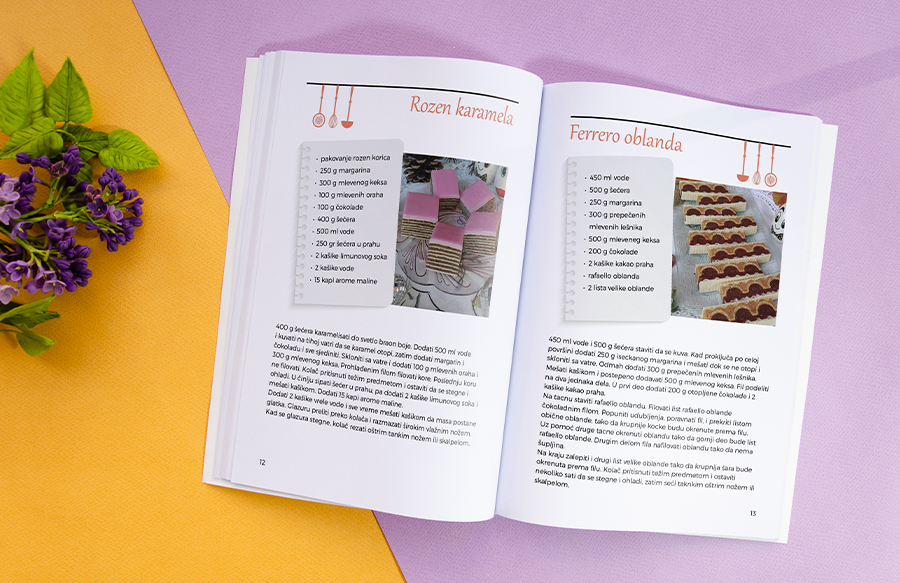 Rozen karamela
• pakovanje rozen korica
• 250 g margarina
• 300 g mlevenog keksa
• 100 g mlevenih oraha
• 100 g čokolade
• 400 g šećera
• 500 ml vode
• 250 gr šećera u prahu
• 2 kašike limunovog soka
• 2 kašike vode
• 15 kapi arome maline
400 g šećera karamelisati do svetlo braon boje. Dodati 500 ml vode
i kuvati na tihoj vatri da se karamel otopi, zatim dodati margarin i
čokoladu i sve sjediniti. Skloniti sa vatre i dodati 100 g mlevenih oraha i
300 g mlevenog keksa. Prohlađenim filom filovati kore. Poslednju koru
ne filovati. Kolač pritisnuti težim predmetom i ostaviti da se stegne i
ohladi. U činiju sipati šećer u prahu, pa dodati 2 kašike limunovog soka i
mešati kašikom. Dodati 15 kapi arome maline.
Dodati 2 kašike vrele vode i sve vreme mešati kašikom da masa postane
glatka. Glazuru preliti preko kolača i razmazati širokim vlažnim nožem.
Kad se glazura stegne, kolač rezati oštrim tankim nožem ili skalpelom.
12
Ferrero oblanda
• 450 ml vode
• 500 g šećera
• 250 g margarina
• 300 g prepečenih
mlevenih lešnika
• 500 g mlevenog keksa
• 200 g čokolade
• 2 kašike kakao praha
• rafaello oblanda
• 2 lista velike oblande
450 ml vode i 500 g šećera staviti da se kuva. Kad proključa po celoj
površini dodati 250 g iseckanog margarina i mešati dok se ne otopi i
skloniti sa vatre. Odmah dodati 300 g prepečenih mlevenih lešnika.
Mešati kašikom i postepeno dodavati 500 g mlevenog keksa. Fil podeliti
na dva jednaka dela. U prvi deo dodati 200 g otopljene čokolade i 2
kašike kakao praha.
Na tacnu staviti rafaello oblandu. Filovati list rafaello oblande
čokoladnim filom. Popuniti udubljenja, poravnati fil, i prekriti listom
obične oblande, tako da krupnije kocke budu okrenute prema filu.
Uz pomoć druge tacne okrenuti oblandu tako da gornji deo bude list
rafaello oblande. Drugim delom fila nafilovati oblandu tako da nema
šupljina.
Na kraju zalepiti i drugi list velike oblande tako da krupnija šara bude
okrenuta prema filu. Kolač pritisnuti težim predmetom i ostaviti
nekoliko sati da se stegne i ohladi, zatim seći taknkim oštrim nožem ili
skalpelom.
13